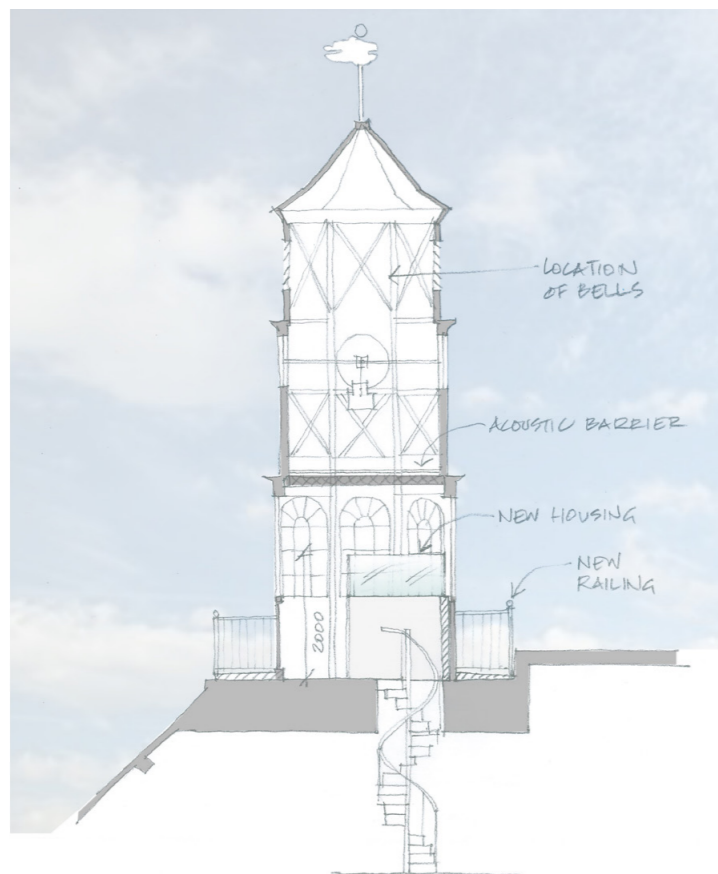 LOCATION
OF BELLS
ACOUSTIC BARRIER
NEW HOUSING
NEW
RAILING
2000